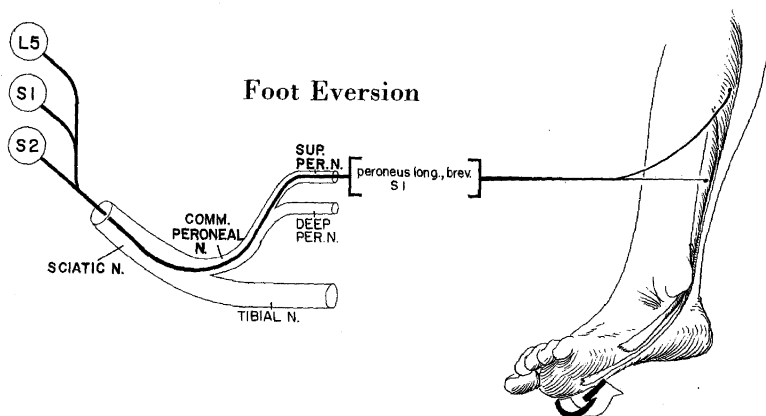 L5
S1
S2
Foot Eversion
SUP.
PER.N.
peroneus long., brev.
S1
COMM.
PERONEAL
N.
DEEP
PER.N.
SCIATIC N.
TIBIAL N.